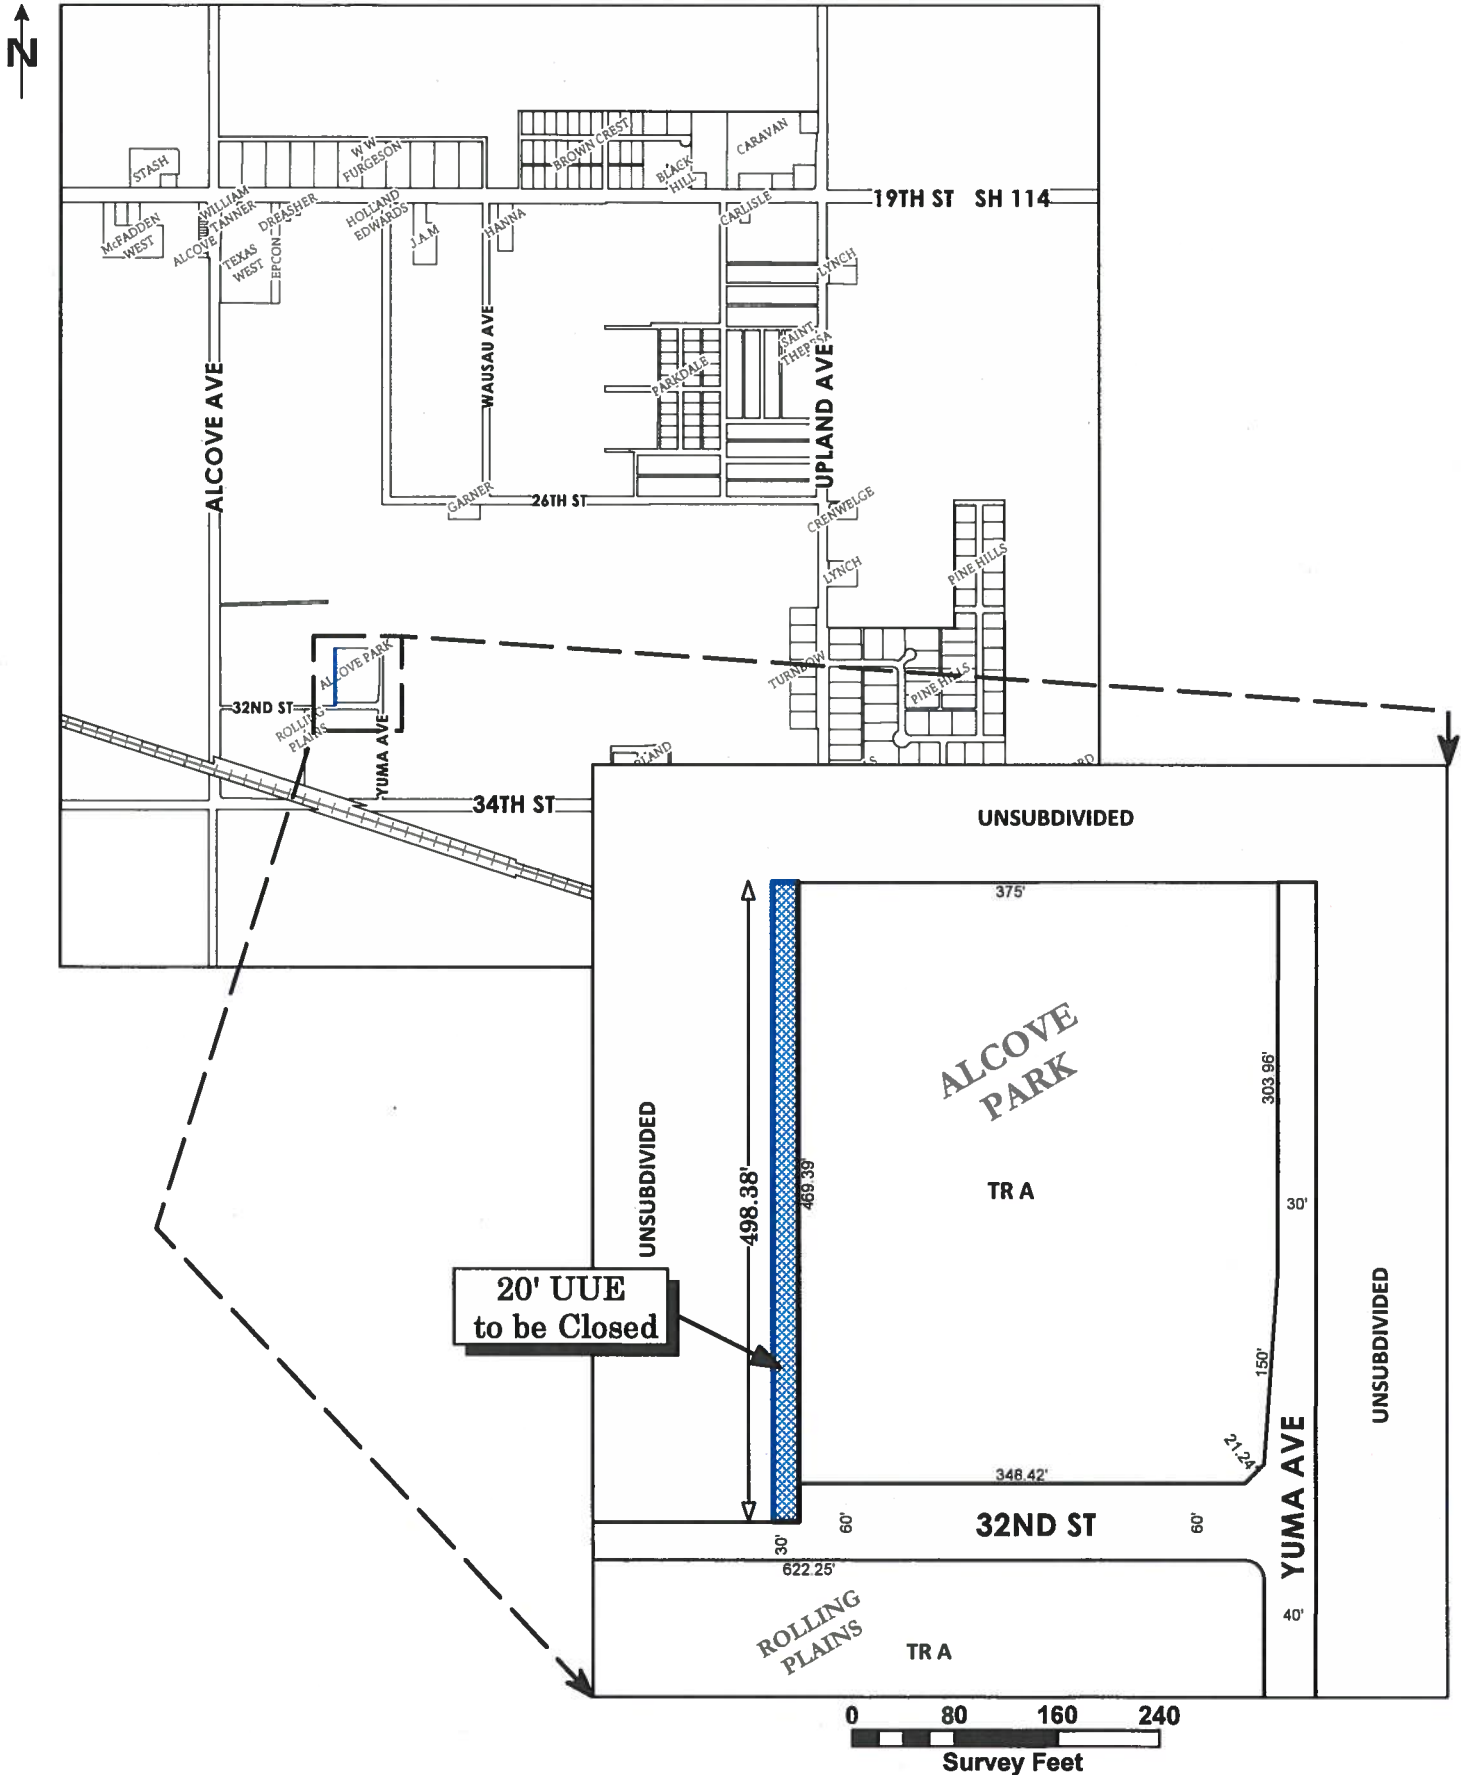 N
STASH
W W
FURGESON
BROWN CREST
BLACK
HILL
CARAVAN
19TH ST SH 114
McFADDEN
WEST
WILLIAM
TANNER
ALCOVE
DREASHER
TEXAS
WEST
EPCON
HOLLAND
EDWARDS
J.A.M
HANNA
CARLISLE
LYNCH
ALCOVE AVE
WAUSAU AVE
PARKDALE
SAINT
THERESA
UPLAND AVE
GARNER
26TH ST
CRENWELGE
LYNCH
PINE HILLS
ALCOVE PARK
TURNBOW
PINE HILLS
32ND ST
ROLLING
PLAINS
YUMA AVE
34TH ST
UNSUBDIVIDED
375'
ALCOVE
PARK
303.96'
UNSUBDIVIDED
498.38'
469.39'
TR A
30'
20' UUE
to be Closed
UNSUBDIVIDED
150'
21.24'
346.42'
YUMA AVE
60'
32ND ST
60'
30'
622.25'
ROLLING
PLAINS
TR A
40'
0 80 160 240
Survey Feet